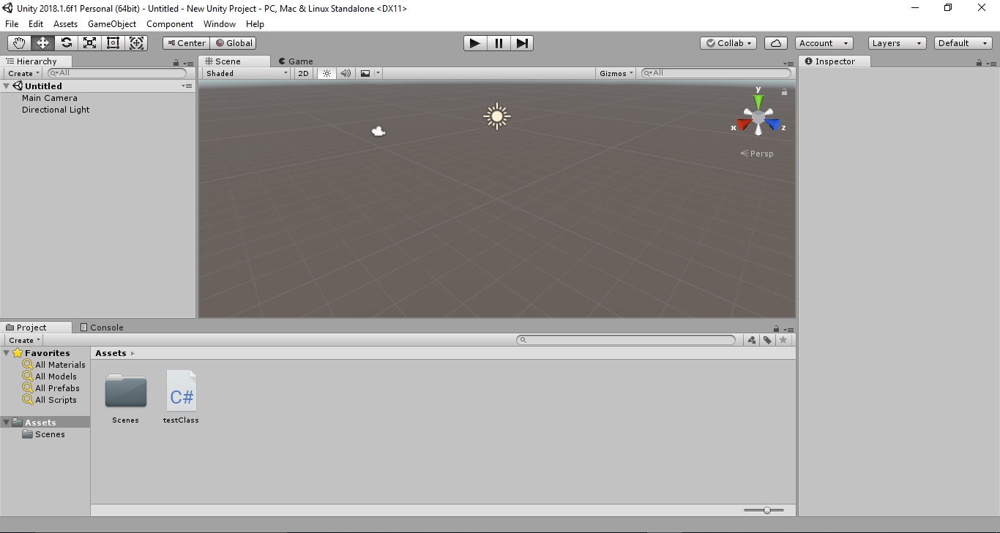 Unity 2018.1.6f1 Personal (64bit) - Untitled - New Unity Project - PC, Mac & Linux Standalone <DX11>
File Edit Assets GameObject Component Window Help
Center Global Collab Account Layers Default
Hierarchy
Create All
Untitled
Main Camera
Directional Light
Scene Game
Shaded 2D Gizmos All
y
x z
Persp
Inspector
Project Console
Create
Favorites
All Materials
All Models
All Prefabs
All Scripts
Assets
Scenes
Assets
C#
Scenes testClass